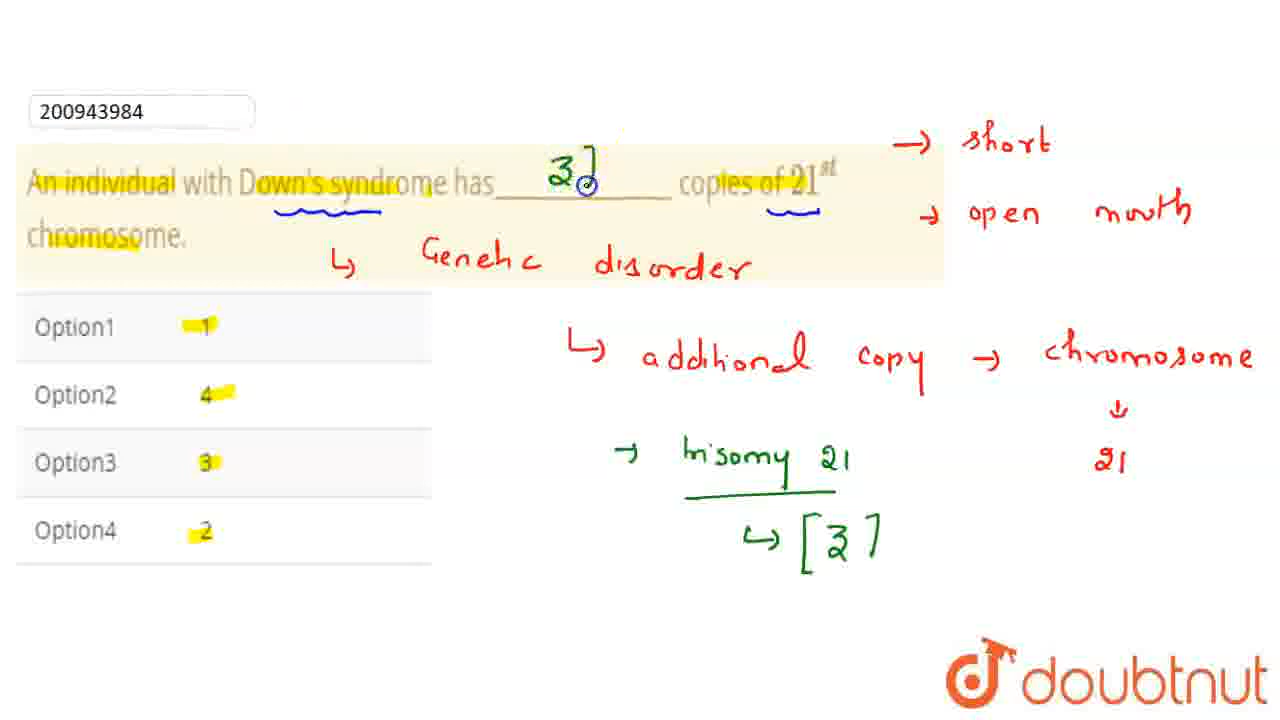 200943984
→ short
An individual with Down's syndrome has 3] copies of 21st
→ open mouth
chromosome.
↳ Genetic disorder
Option1 1
↳ additional copy → chromosome
↓
Option2 4
→ trisomy 21
21
Option3 3
Option4 2
↳ [3]
doubtnut